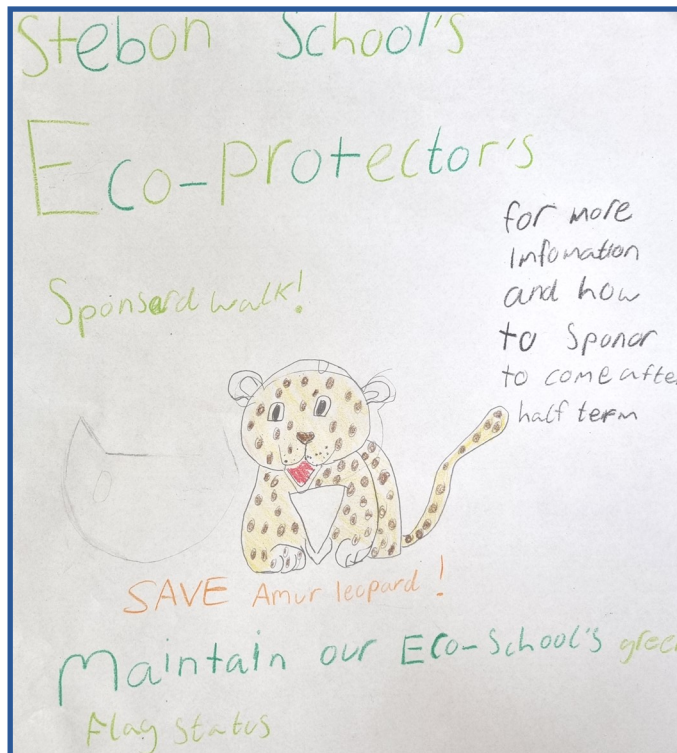 Stebon School's
Eco-Protector's
Sponserd walk!
for more
Infomation
and how
to Sponor
to come afte
half term
SAVE Amur leopard!
Maintain our Eco-School's gree
Flag status